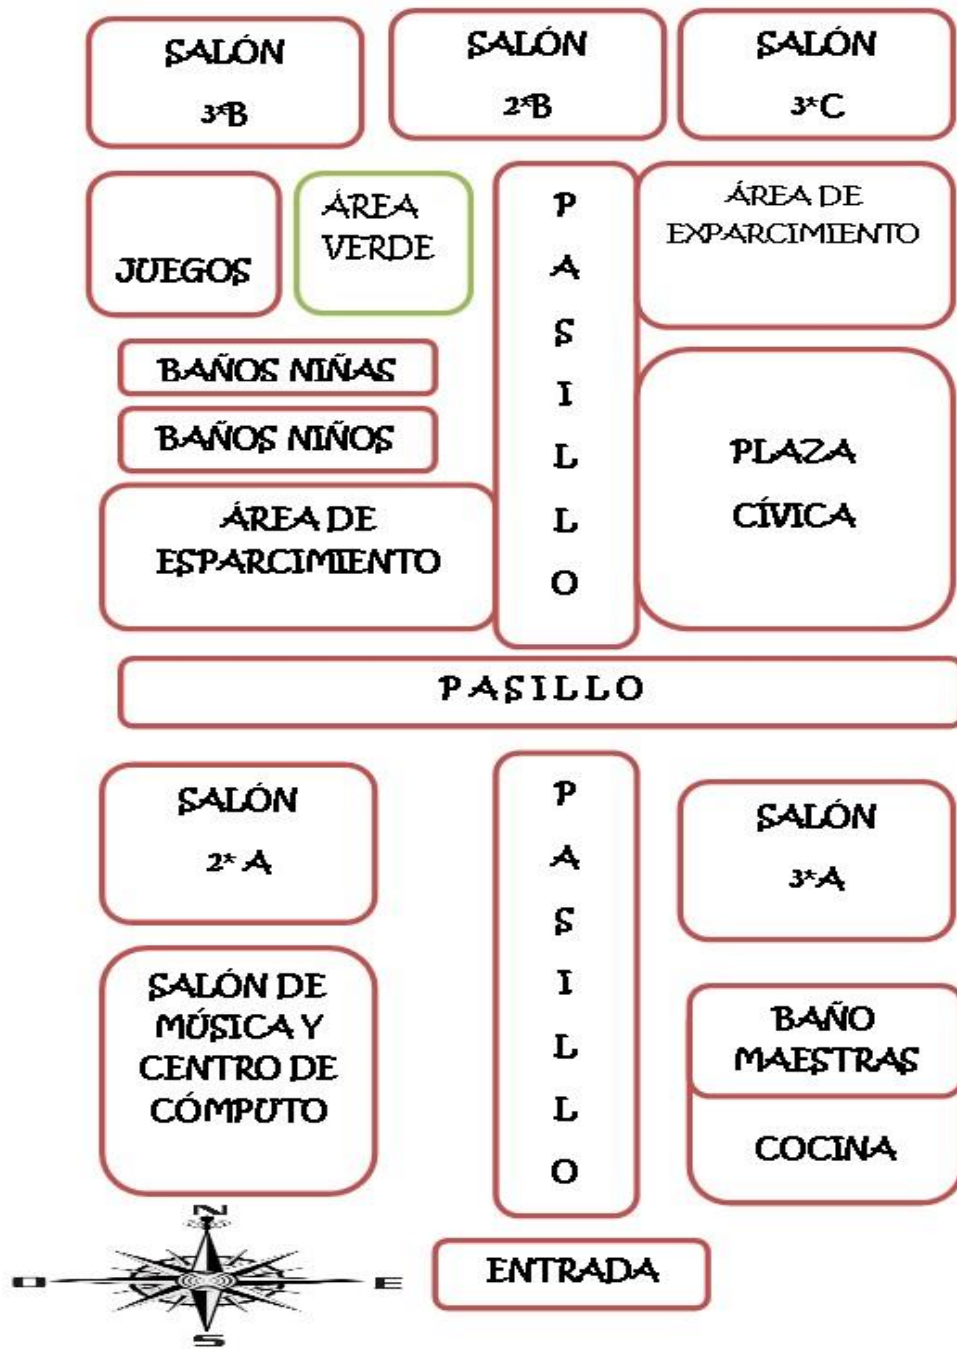 SALÓN
3*B
SALÓN
2*B
SALÓN
3*C
JUEGOS
ÁREA
VERDE
P
A
S
I
L
L
O
ÁREA DE
EXPARCIMIENTO
BAÑOS NIÑAS
BAÑOS NIÑOS
ÁREA DE
ESPARCIMIENTO
PLAZA
CÍVICA
PASILLO
SALÓN
2* A
P
A
S
I
L
L
O
SALÓN
3*A
SALÓN DE
MÚSICA Y
CENTRO DE
CÓMPUTO
BAÑO
MAESTRAS
COCINA
N
O
E
S
ENTRADA